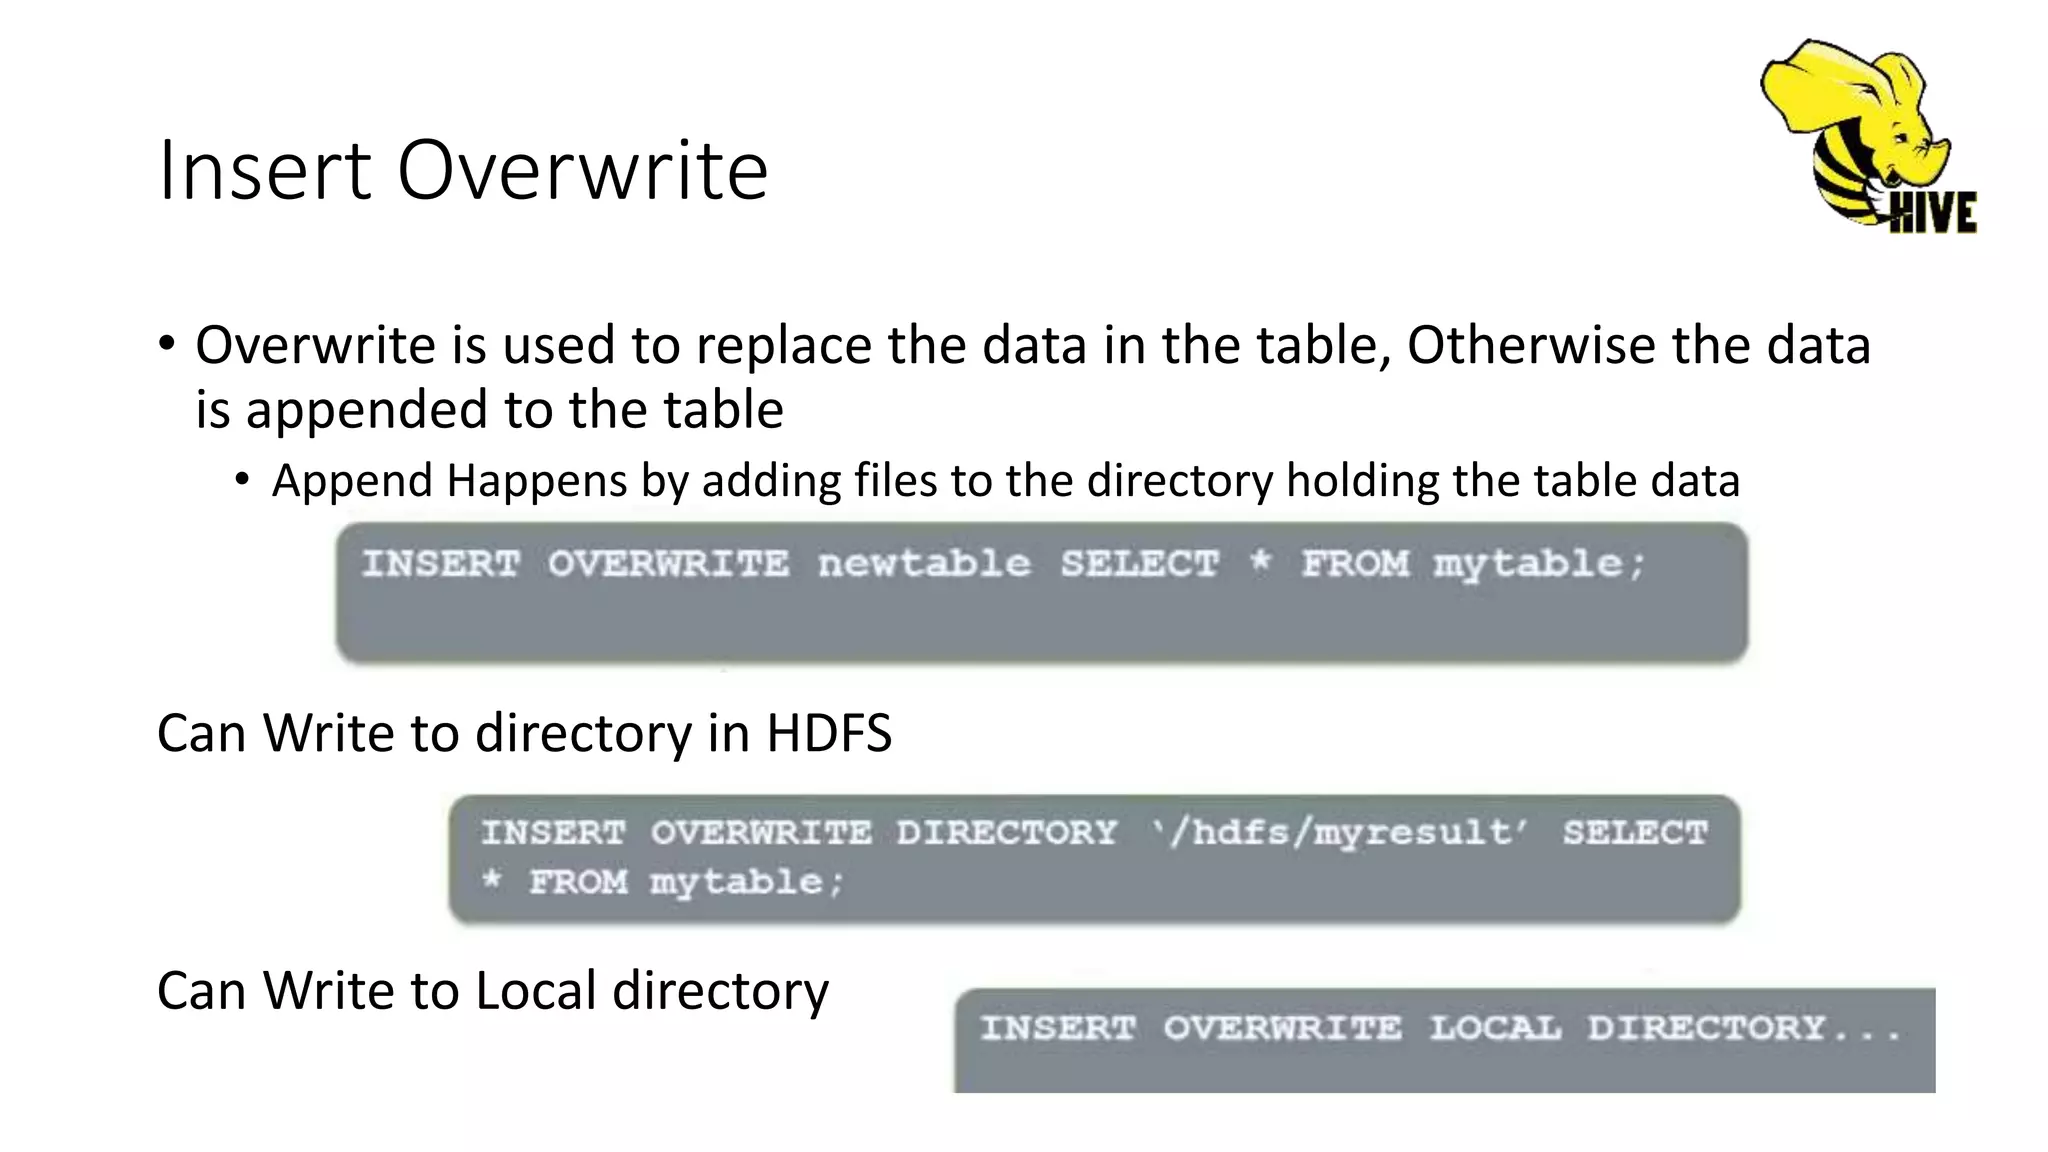 HIVE
Insert Overwrite
• Overwrite is used to replace the data in the table, Otherwise the data
is appended to the table
• Append Happens by adding files to the directory holding the table data
INSERT OVERWRITE newtable SELECT * FROM mytable;
Can Write to directory in HDFS
INSERT OVERWRITE DIRECTORY ‘/hdfs/myresult’ SELECT
* FROM mytable;
Can Write to Local directory
INSERT OVERWRITE LOCAL DIRECTORY...